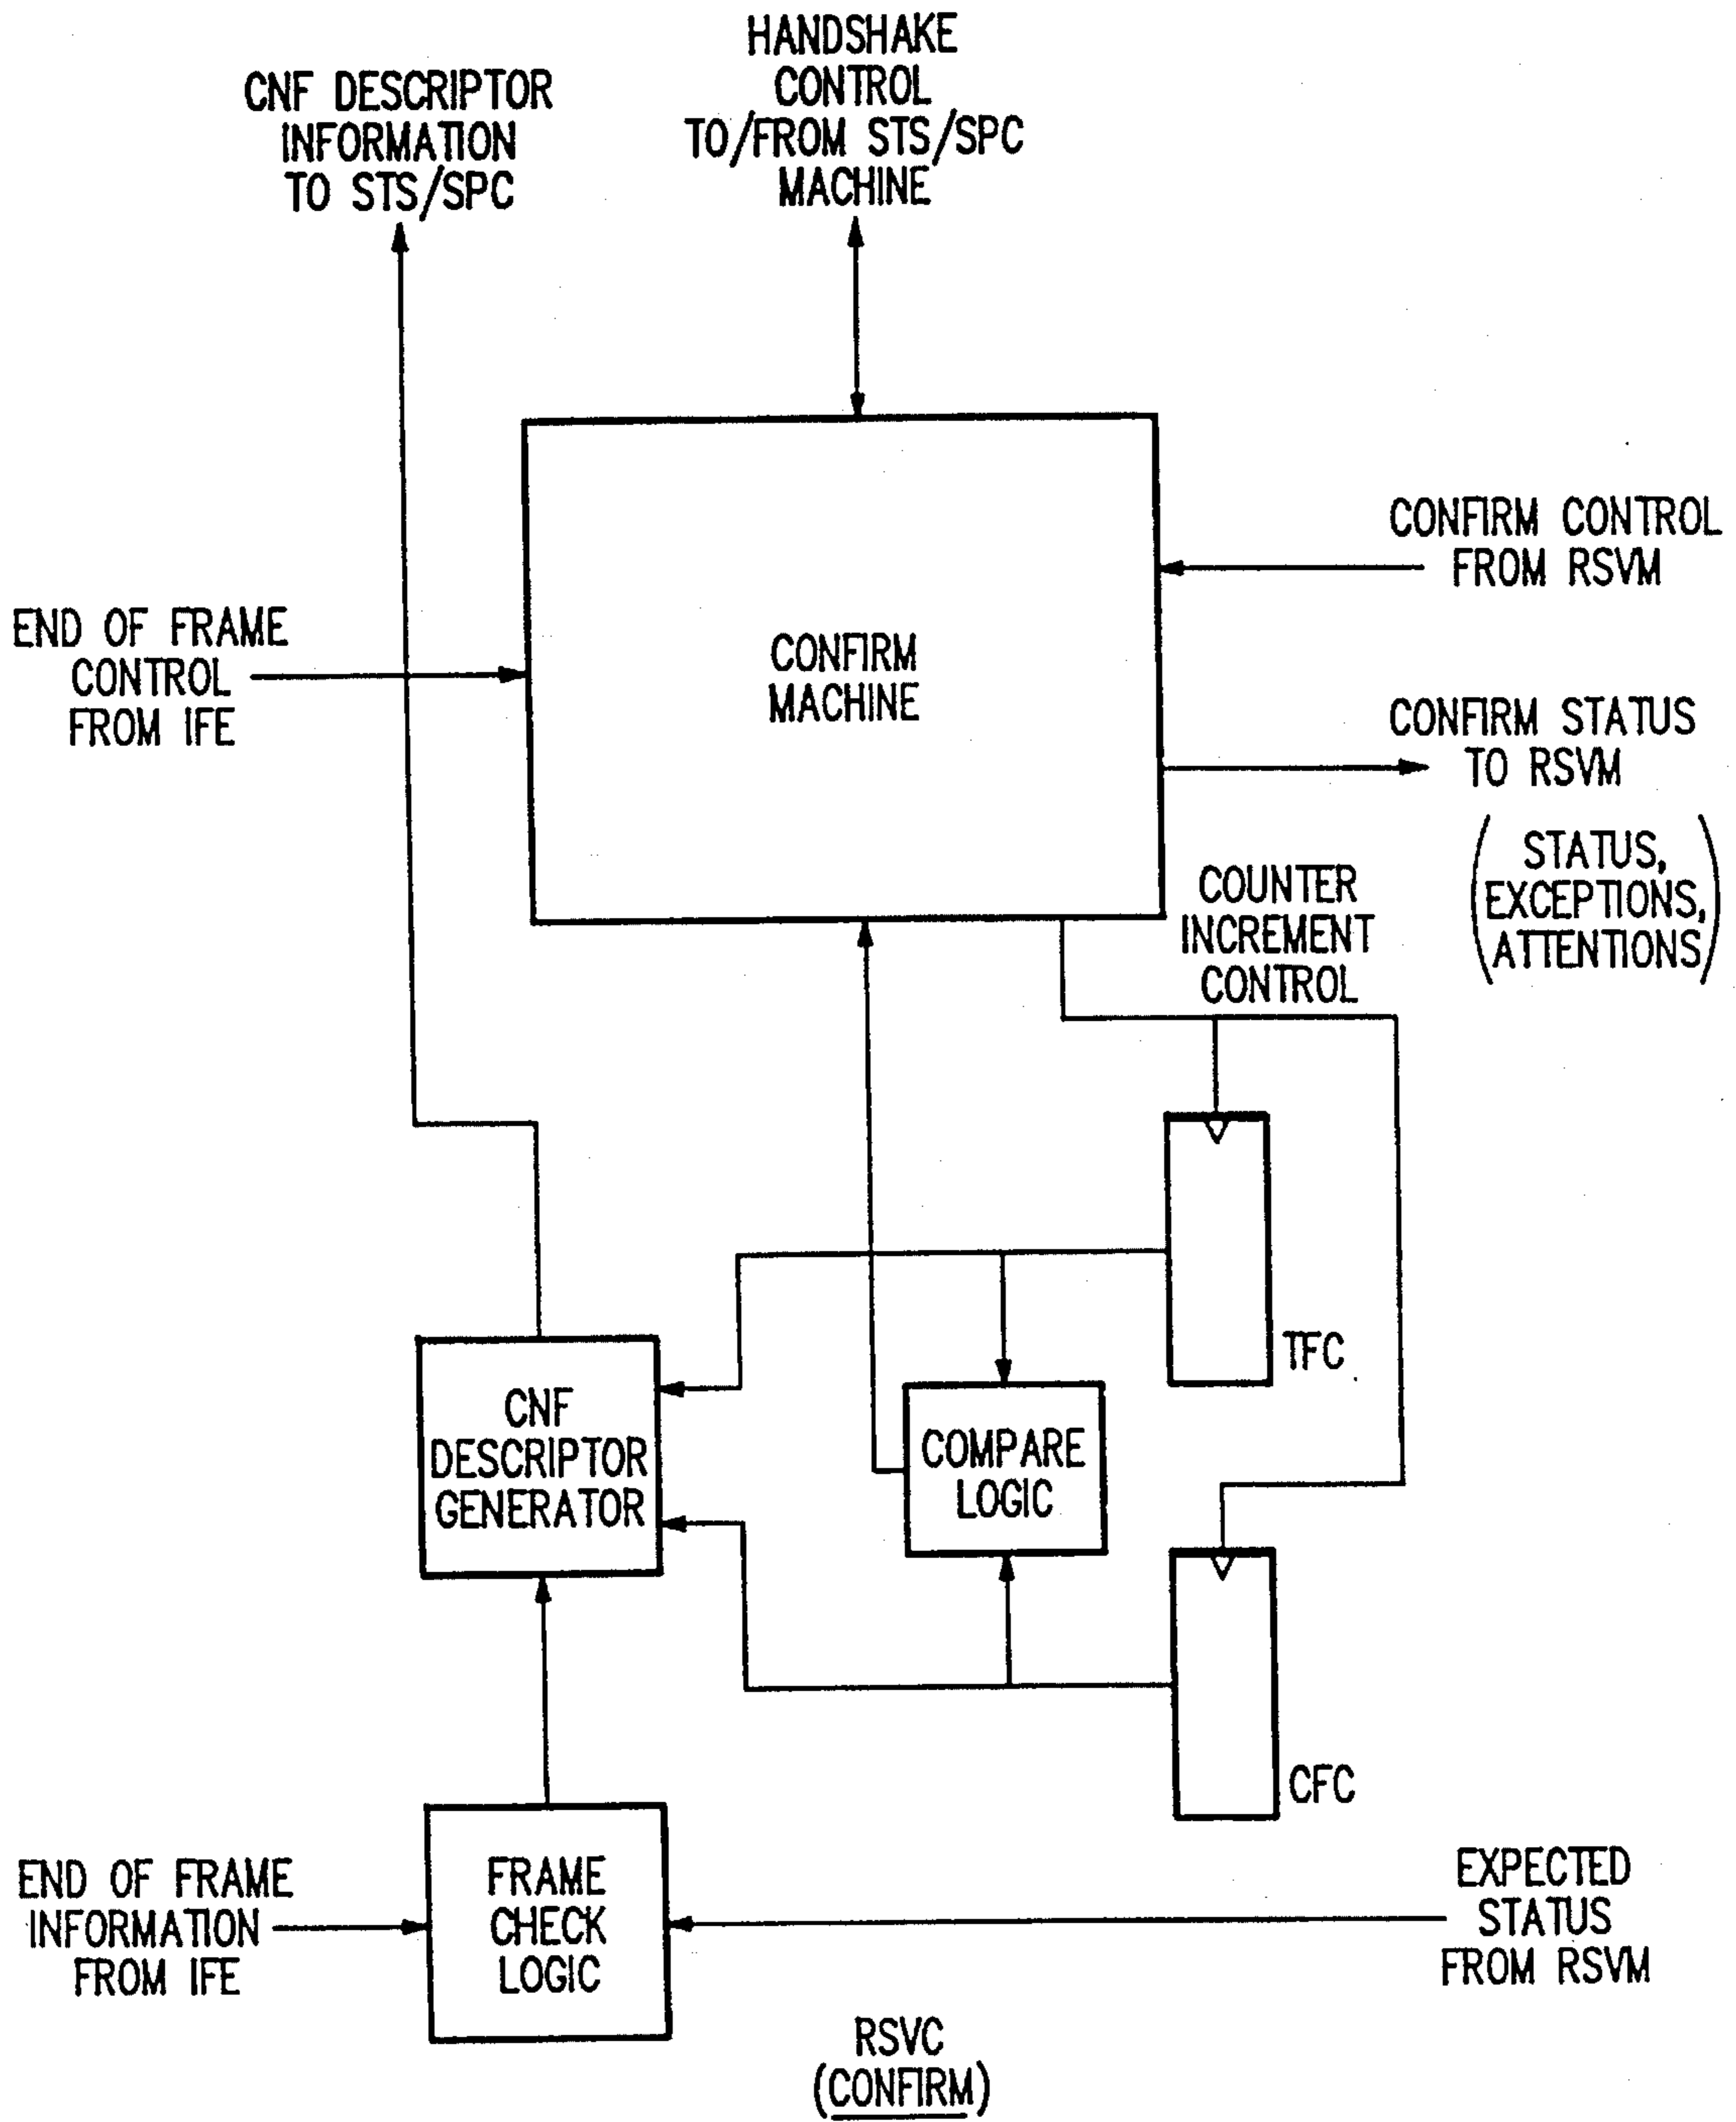 HANDSHAKE
CONTROL
TO/FROM STS/SPC
MACHINE
CNF DESCRIPTOR
INFORMATION
TO STS/SPC
CONFIRM CONTROL
FROM RSVM
END OF FRAME
CONTROL
FROM IFE
CONFIRM
MACHINE
CONFIRM STATUS
TO RSVM
(STATUS,
EXCEPTIONS,
ATTENTIONS)
COUNTER
INCREMENT
CONTROL
TFC
CNF
DESCRIPTOR
GENERATOR
COMPARE
LOGIC
CFC
END OF FRAME
INFORMATION
FROM IFE
FRAME
CHECK
LOGIC
EXPECTED
STATUS
FROM RSVM
RSVC
(CONFIRM)